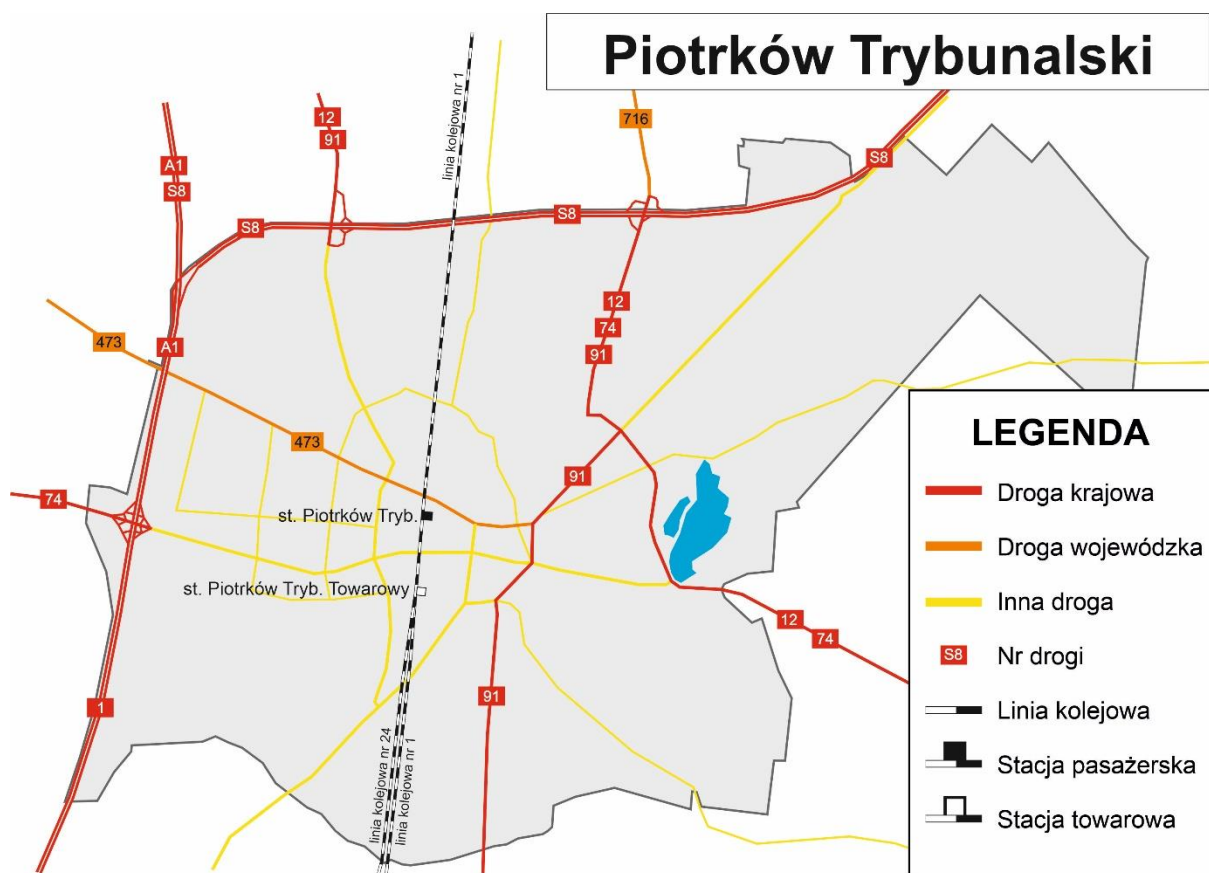 Piotrków Trybunalski
12
91
linia kolejowa nr 1
716
A1
S8
S8
S8
S8
12
74
91
473
A1
473
91
74
st. Piotrków Tryb.
st. Piotrków Tryb. Towarowy
12
74
91
1
linia kolejowa nr 24
linia kolejowa nr 1
LEGENDA
Droga krajowa
Droga wojewódzka
Inna droga
S8 Nr drogi
Linia kolejowa
Stacja pasażerska
Stacja towarowa